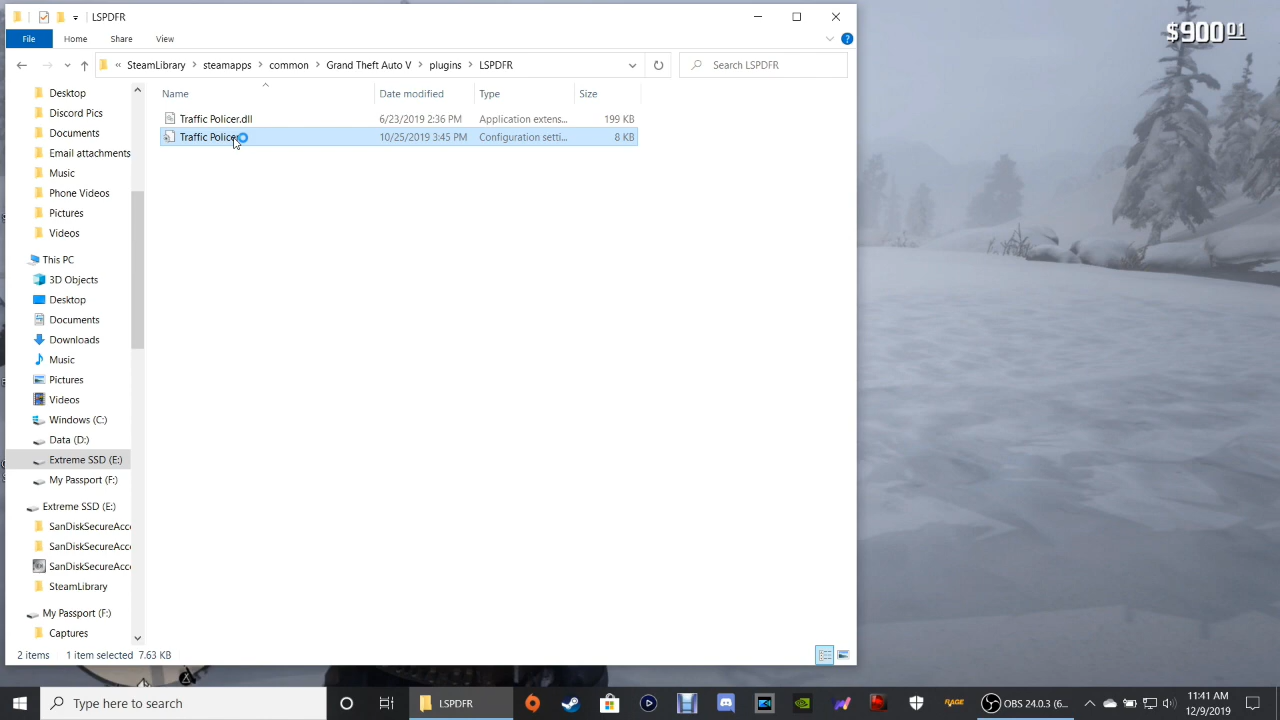 LSPDFR
$900 01
File Home Share View
« SteamLibrary > steamapps > common > Grand Theft Auto V > plugins > LSPDFR
Search LSPDFR
Name Date modified Type Size
Traffic Policer.dll 6/23/2019 2:36 PM Application extens... 199 KB
Traffic Police 10/25/2019 3:45 PM Configuration setti... 8 KB
Desktop
Discord Pics
Documents
Email attachments
Music
Phone Videos
Pictures
Videos
This PC
3D Objects
Desktop
Documents
Downloads
Music
Pictures
Videos
Windows (C:)
Data (D:)
Extreme SSD (E:)
My Passport (F:)
Extreme SSD (E:)
SanDiskSecureAcc
SanDiskSecureAcc
SanDiskSecureAcc
SteamLibrary
My Passport (F:)
Captures
2 items 1 item selected 7.63 KB
Type here to search
LSPDFR
RAGE
OBS 24.0.3 (6...
11:41 AM
12/9/2019